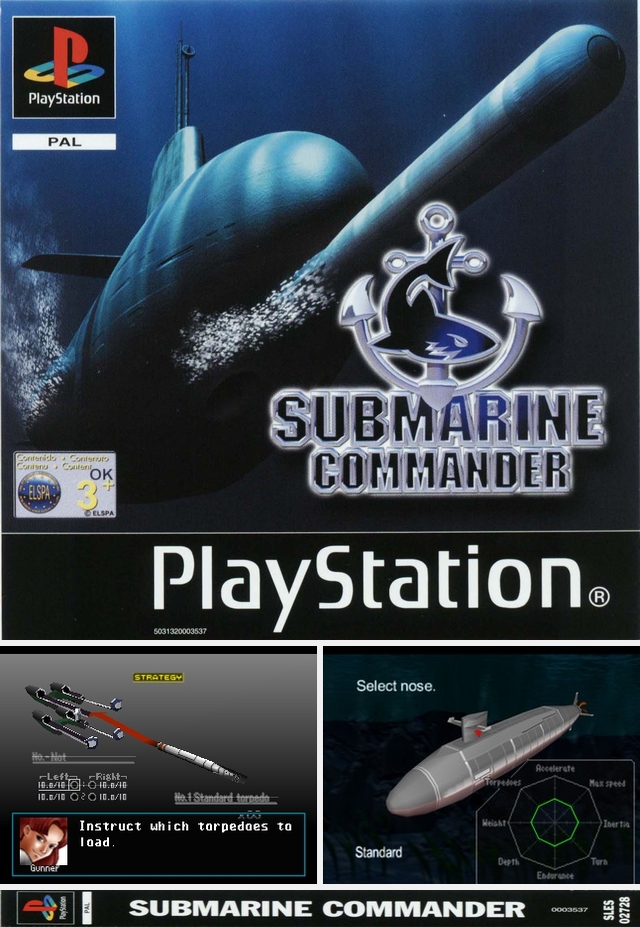 PlayStation
PAL
SUBMARINE
COMMANDER
Contenido • Contenuto
Contenu • Content
OK
ELSPA
3+
© ELSPA
PlayStation®
5031320003537
STRATEGY
No.- Not
Left Right
10.0/10 10.0/10
10.0/10 10.0/10
No.1 Standard torpedo
Instruct which torpedoes to
load.
Gunner
Select nose.
Accelerate
Torpedoes Max speed
Weight Inertia
Depth Turn
Endurance
Standard
PlayStation
PAL
SUBMARINE COMMANDER
0003537
SLES
02728